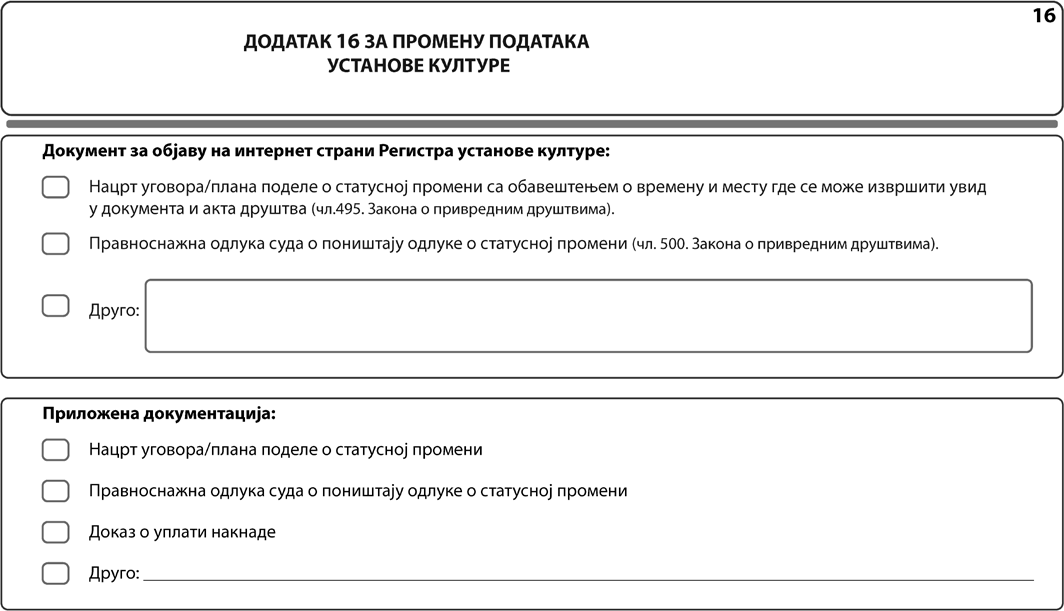 16
ДОДАТАК 16 ЗА ПРОМЕНУ ПОДАТАКА
УСТАНОВЕ КУЛТУРЕ
Документ за објаву на интернет страни Регистра установе културе:
Нацрт уговора/плана поделе о статусној промени са обавештењем о времену и месту где се може извршити увид
у документа и акта друштва (чл.495. Закона о привредним друштвима).
Правноснажна одлука суда о поништају одлуке о статусној промени (чл. 500. Закона о привредним друштвима).
Друго:
Приложена документација:
Нацрт уговора/плана поделе о статусној промени
Правноснажна одлука суда о поништају одлуке о статусној промени
Доказ о уплати накнаде
Друго: